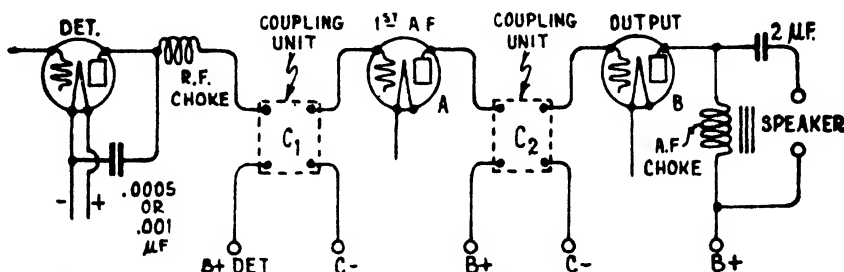 DET.
COUPLING
UNIT
1ST A F
COUPLING
UNIT
OUTPUT
2 µF.
R.F.
CHOKE
A
B
C1
C2
A.F
CHOKE
SPEAKER
- +
.0005
OR
.001
µF
B+ DET
C-
B+
C-
B+